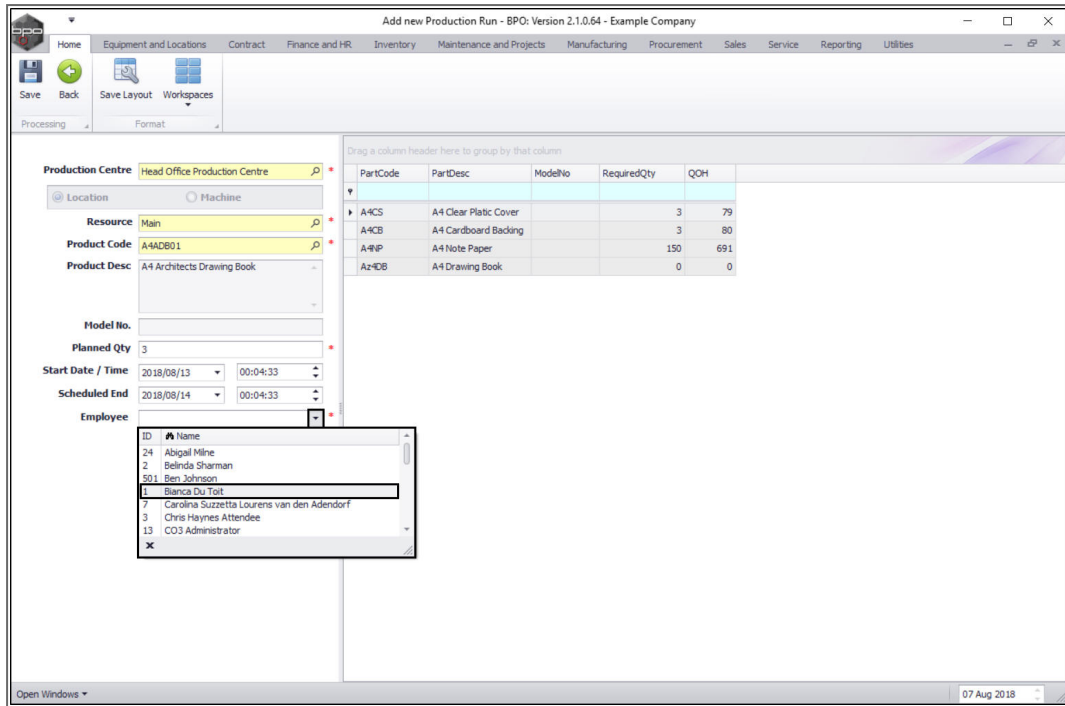 Add new Production Run - BPO: Version 2.1.0.64 - Example Company
bpo
Home Equipment and Locations Contract Finance and HR Inventory Maintenance and Projects Manufacturing Procurement Sales Service Reporting Utilities
Save Back Save Layout Workspaces
Processing Format
Drag a column header here to group by that column
PartCode PartDesc ModelNo RequiredQty QOH
A4CS A4 Clear Platic Cover 3 79
A4CB A4 Cardboard Backing 3 80
A4NP A4 Note Paper 150 691
Az4DB A4 Drawing Book 0 0
Production Centre Head Office Production Centre *
Location Machine
Resource Main *
Product Code A4ADB01 *
Product Desc A4 Architects Drawing Book
Model No.
Planned Qty 3 *
Start Date / Time 2018/08/13 00:04:33
Scheduled End 2018/08/14 00:04:33
Employee *
ID Name
24 Abigail Milne
2 Belinda Sharman
501 Ben Johnson
1 Bianca Du Toit
7 Carolina Suzzetta Lourens van den Adendorf
3 Chris Haynes Attendee
13 CO3 Administrator
Open Windows 07 Aug 2018